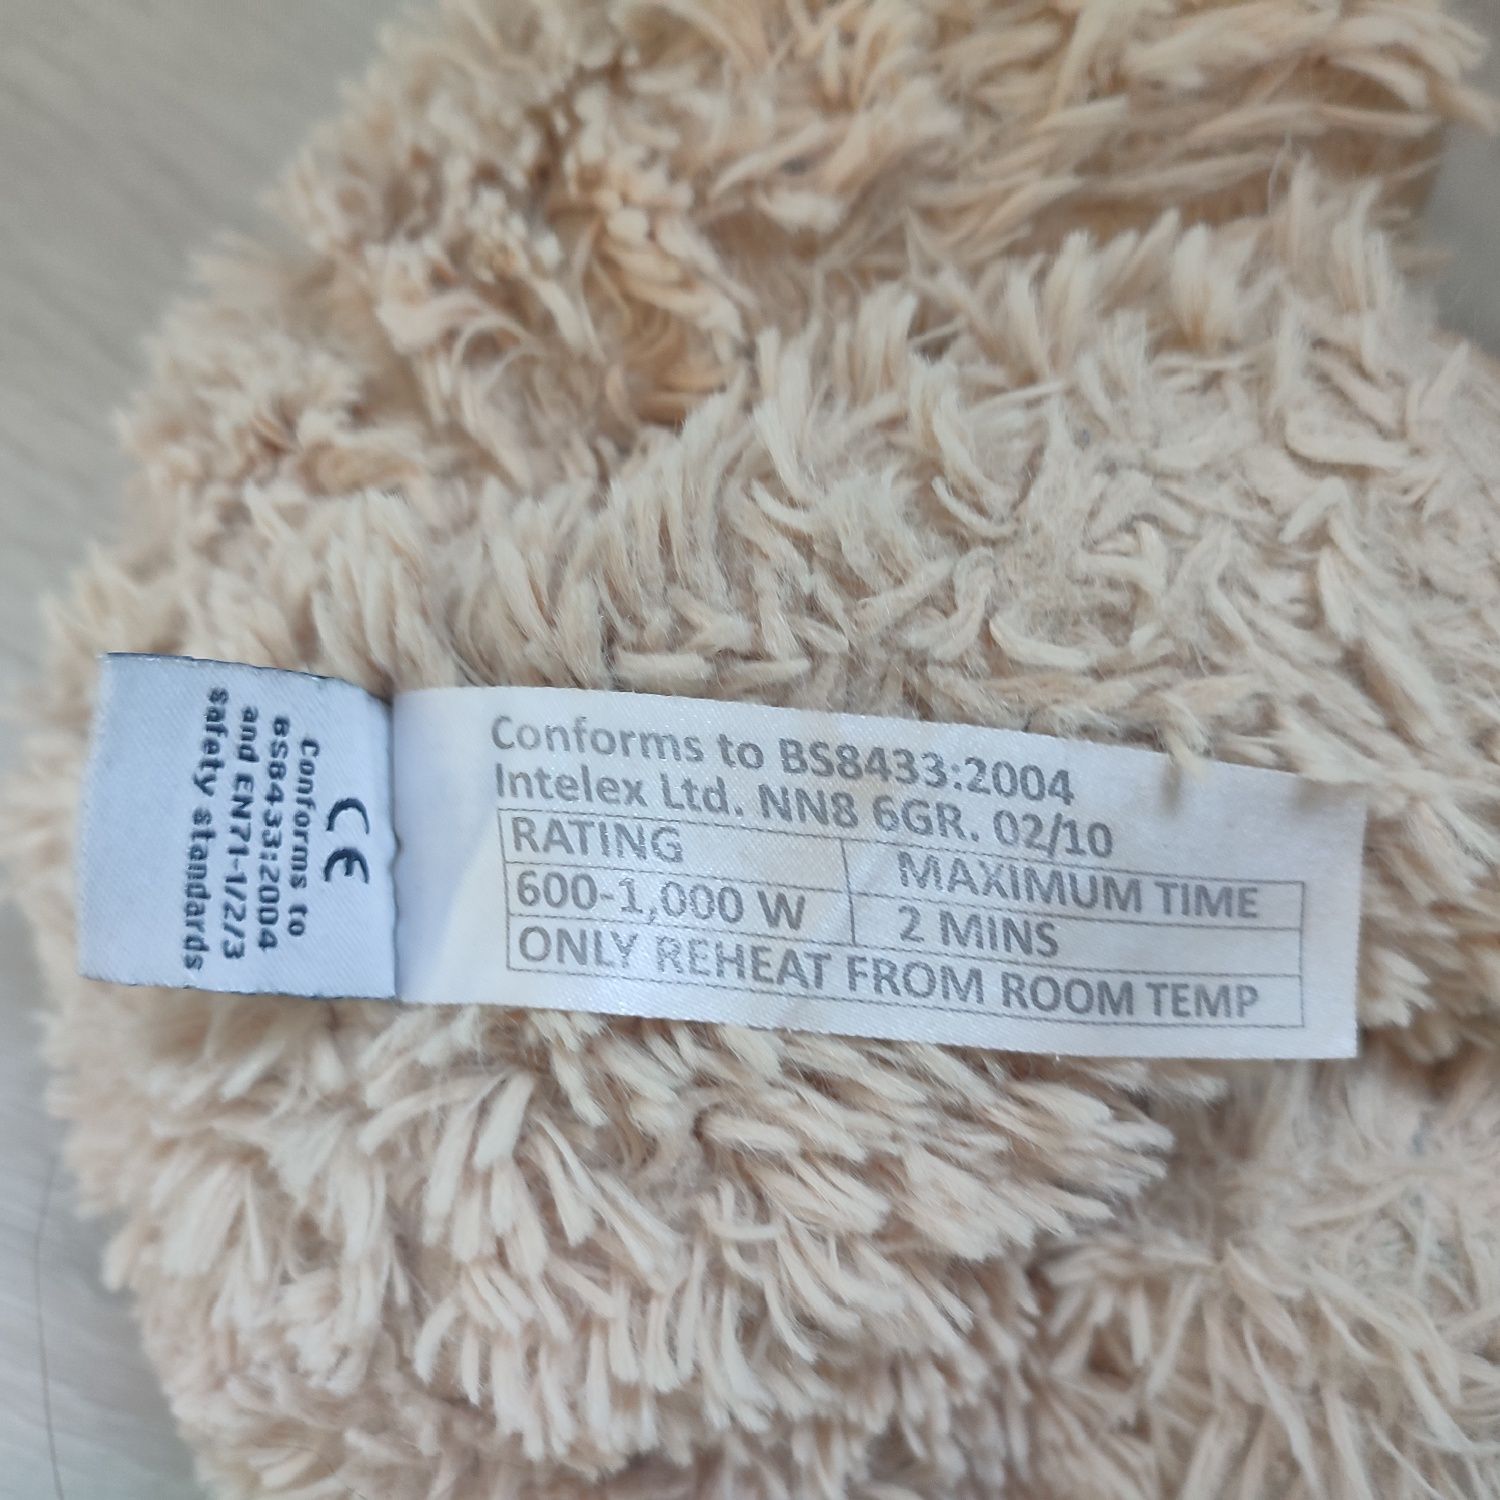 CE
Conforms to
BS8433:2004
and EN71-1/2/3
safety standards
Conforms to BS8433:2004
Intelex Ltd. NN8 6GR. 02/10
RATING MAXIMUM TIME
600-1,000 W 2 MINS
ONLY REHEAT FROM ROOM TEMP